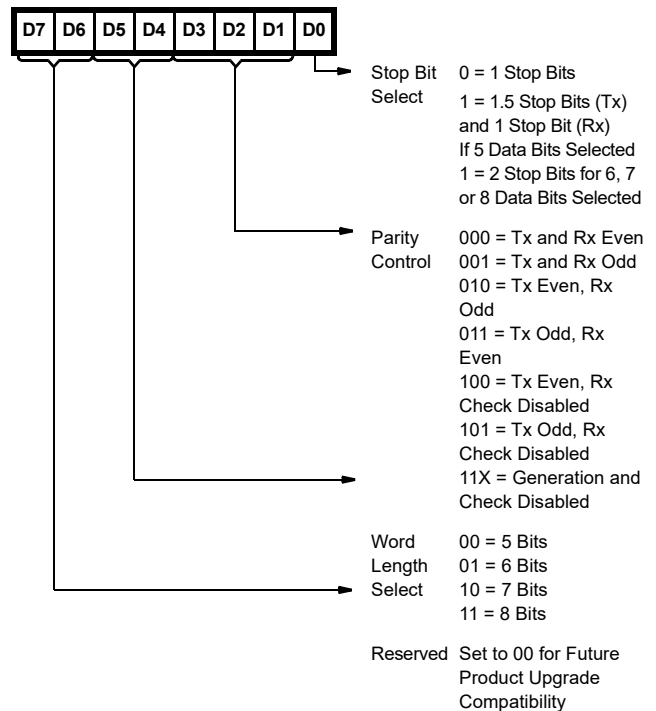 D7 D6 D5 D4 D3 D2 D1 D0
Stop Bit 0 = 1 Stop Bits
Select 1 = 1.5 Stop Bits (Tx)
and 1 Stop Bit (Rx)
If 5 Data Bits Selected
1 = 2 Stop Bits for 6, 7
or 8 Data Bits Selected
Parity 000 = Tx and Rx Even
Control 001 = Tx and Rx Odd
010 = Tx Even, Rx
Odd
011 = Tx Odd, Rx
Even
100 = Tx Even, Rx
Check Disabled
101 = Tx Odd, Rx
Check Disabled
11X = Generation and
Check Disabled
Word 00 = 5 Bits
Length 01 = 6 Bits
Select 10 = 7 Bits
11 = 8 Bits
Reserved Set to 00 for Future
Product Upgrade
Compatibility